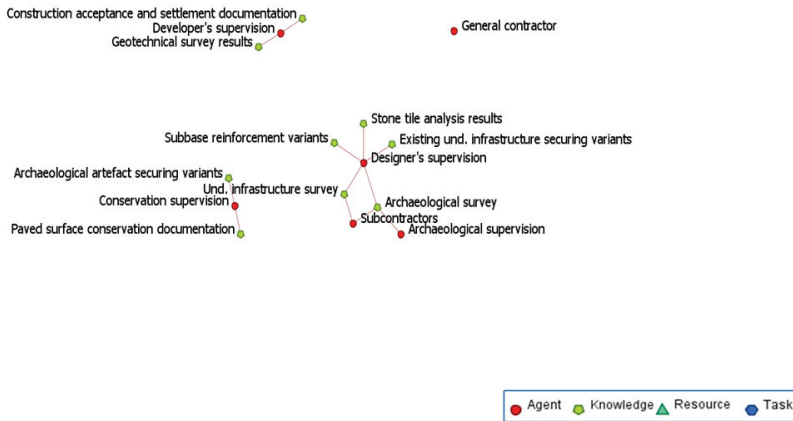 Construction acceptance and settlement documentation
Developer's supervision
Geotechnical survey results
General contractor
Stone tile analysis results
Subbase reinforcement variants
Existing und. infrastructure securing variants
Designer's supervision
Archaeological artefact securing variants
Und. infrastructure survey
Conservation supervision
Archaeological survey
Subcontractors
Paved surface conservation documentation
Archaeological supervision
Agent Knowledge Resource Task